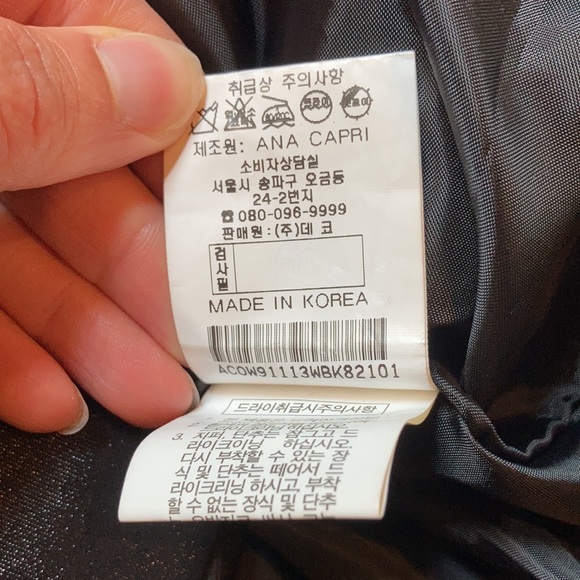 취급상 주의사항
제조원: ANA CAPRI
소비자상담실
서울시 송파구 오금동
24-2번지
☎ 080-096-9999
판매원 : (주)데 코
검사필
MADE IN KOREA
ACOW91113WBK82101
드라이취급시주의사항
3. 지퍼,
라이크이닝 하십시오.
다시 부착할 수 있는 장
식 및 단추는 떼어서 드
라이크리닝 하시고, 부착
할 수 없는 장식 및 단추